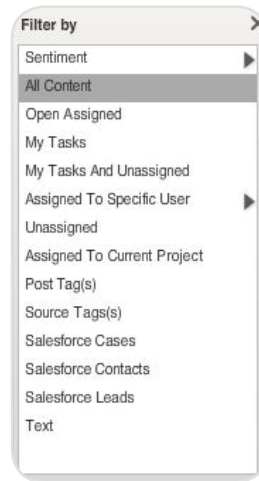 Filter by
Sentiment
All Content
Open Assigned
My Tasks
My Tasks And Unassigned
Assigned To Specific User
Unassigned
Assigned To Current Project
Post Tag(s)
Source Tags(s)
Salesforce Cases
Salesforce Contacts
Salesforce Leads
Text